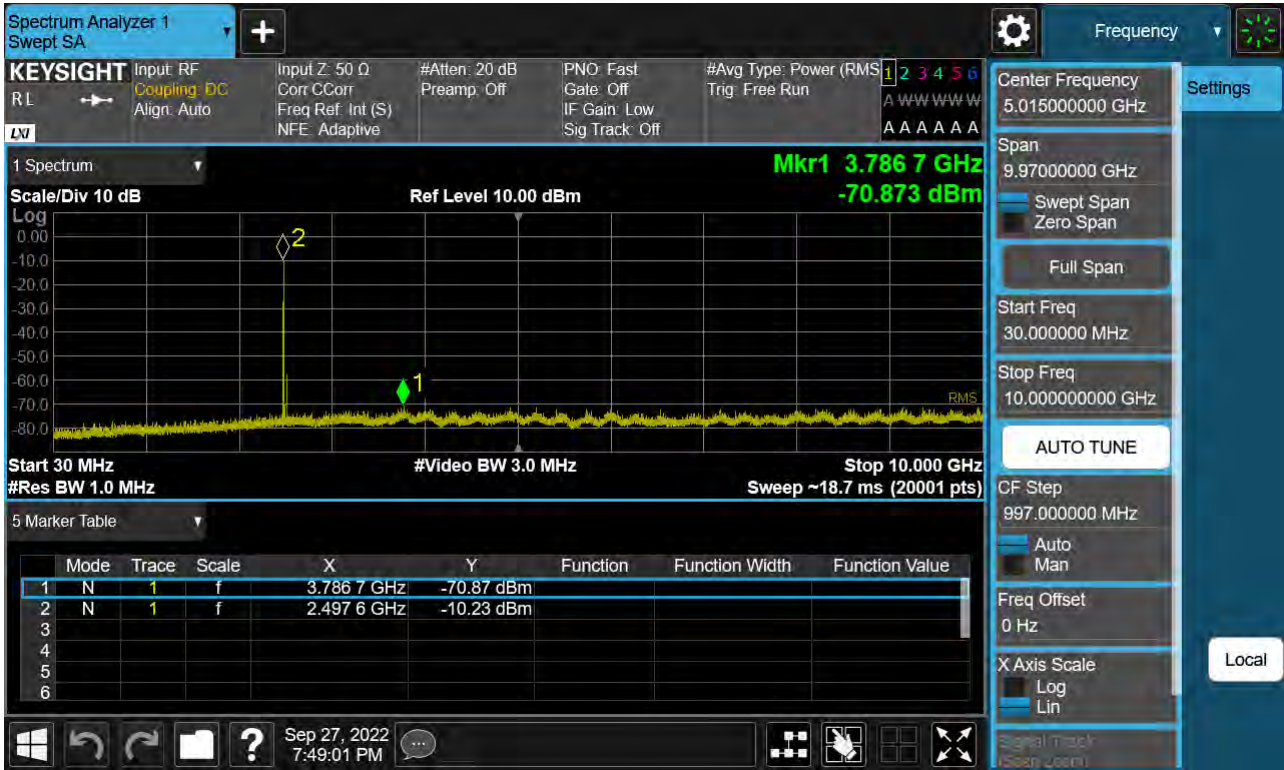 Spectrum Analyzer 1
Swept SA
Frequency
KEYSIGHT
RL
LXI
Input: RF
Coupling: DC
Align: Auto
Input Z: 50 Ω
Corr CCorr
Freq Ref: Int (S)
NFE: Adaptive
#Atten: 20 dB
Preamp: Off
PNO: Fast
Gate: Off
IF Gain: Low
Sig Track: Off
#Avg Type: Power (RMS
Trig: Free Run
1 2 3 4 5 6
A W W W W W
A A A A A A
1 Spectrum
Mkr1 3.786 7 GHz
Scale/Div 10 dB
Ref Level 10.00 dBm
-70.873 dBm
Log
0.00
-10.0
-20.0
-30.0
-40.0
-50.0
-60.0
-70.0
-80.0
2
1
RMS
Start 30 MHz
#Video BW 3.0 MHz
Stop 10.000 GHz
#Res BW 1.0 MHz
Sweep ~18.7 ms (20001 pts)
5 Marker Table
Mode Trace Scale X Y Function Function Width Function Value
1 N 1 f 3.786 7 GHz -70.87 dBm
2 N 1 f 2.497 6 GHz -10.23 dBm
3
4
5
6
Sep 27, 2022
7:49:01 PM
Center Frequency
5.015000000 GHz
Settings
Span
9.97000000 GHz
Swept Span
Zero Span
Full Span
Start Freq
30.000000 MHz
Stop Freq
10.000000000 GHz
AUTO TUNE
CF Step
997.000000 MHz
Auto
Man
Freq Offset
0 Hz
X Axis Scale
Log
Lin
Local
Signal Track
(Span Zoom)